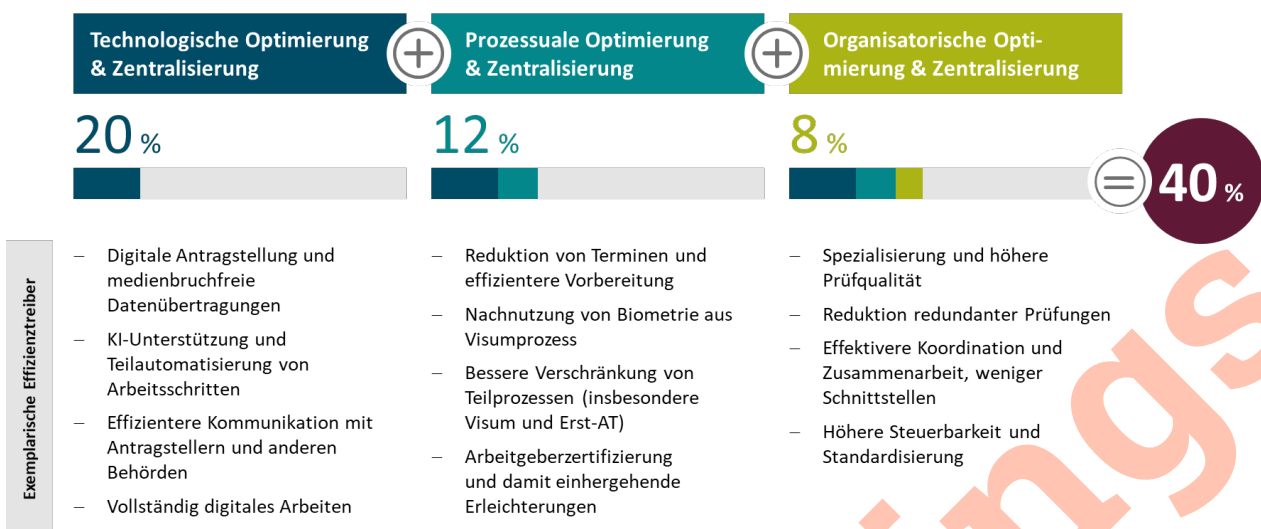 Technologische Optimierung
& Zentralisierung
+
Prozessuale Optimierung
& Zentralisierung
+
Organisatorische Opti-
mierung & Zentralisierung
20 %
12 %
8 %
=
40 %
Exemplarische Effizienztreiber
– Digitale Antragstellung und
medienbruchfreie
Datenübertragungen
– KI-Unterstützung und
Teilautomatisierung von
Arbeitsschritten
– Effizientere Kommunikation mit
Antragstellern und anderen
Behörden
– Vollständig digitales Arbeiten
– Reduktion von Terminen und
effizientere Vorbereitung
– Nachnutzung von Biometrie aus
Visumprozess
– Bessere Verschränkung von
Teilprozessen (insbesondere
Visum und Erst-AT)
– Arbeitgeberzertifizierung
und damit einhergehende
Erleichterungen
– Spezialisierung und höhere
Prüfqualität
– Reduktion redundanter Prüfungen
– Effektivere Koordination und
Zusammenarbeit, weniger
Schnittstellen
– Höhere Steuerbarkeit und
Standardisierung
ings